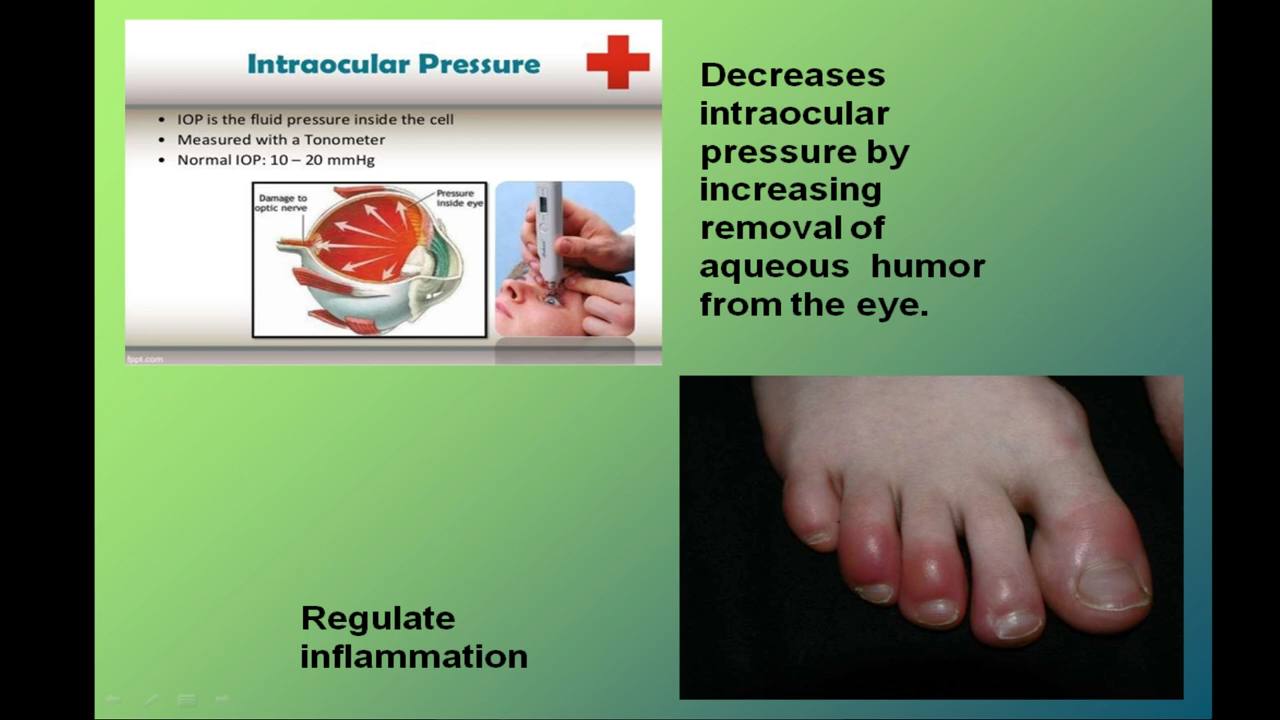 Intraocular Pressure
• IOP is the fluid pressure inside the cell
• Measured with a Tonometer
• Normal IOP: 10 – 20 mmHg
Damage to
optic nerve
Pressure
inside eye
fppt.com
Decreases
intraocular
pressure by
increasing
removal of
aqueous humor
from the eye.
Regulate
inflammation